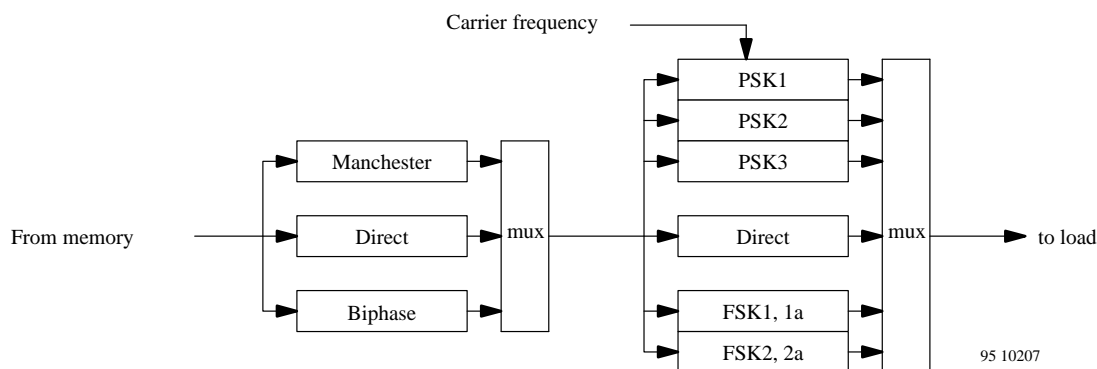 Carrier frequency
PSK1
PSK2
Manchester
PSK3
From memory
Direct
mux
Direct
mux
to load
Biphase
FSK1, 1a
FSK2, 2a
95 10207